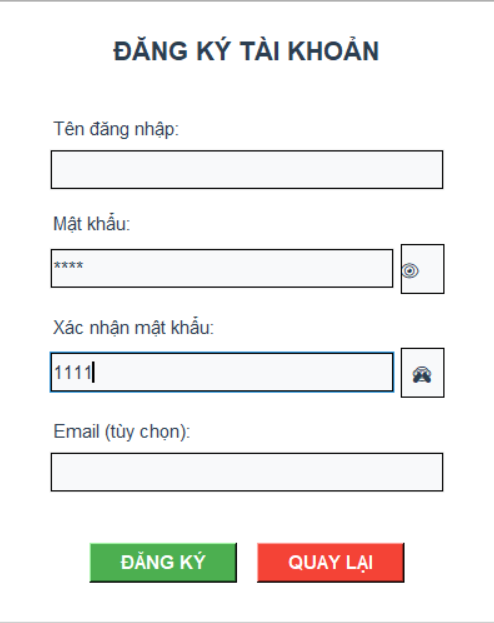 ĐĂNG KÝ TÀI KHOẢN
Tên đăng nhập:
Mật khẩu:
****
Xác nhận mật khẩu:
1111
Email (tùy chọn):
ĐĂNG KÝ QUAY LẠI